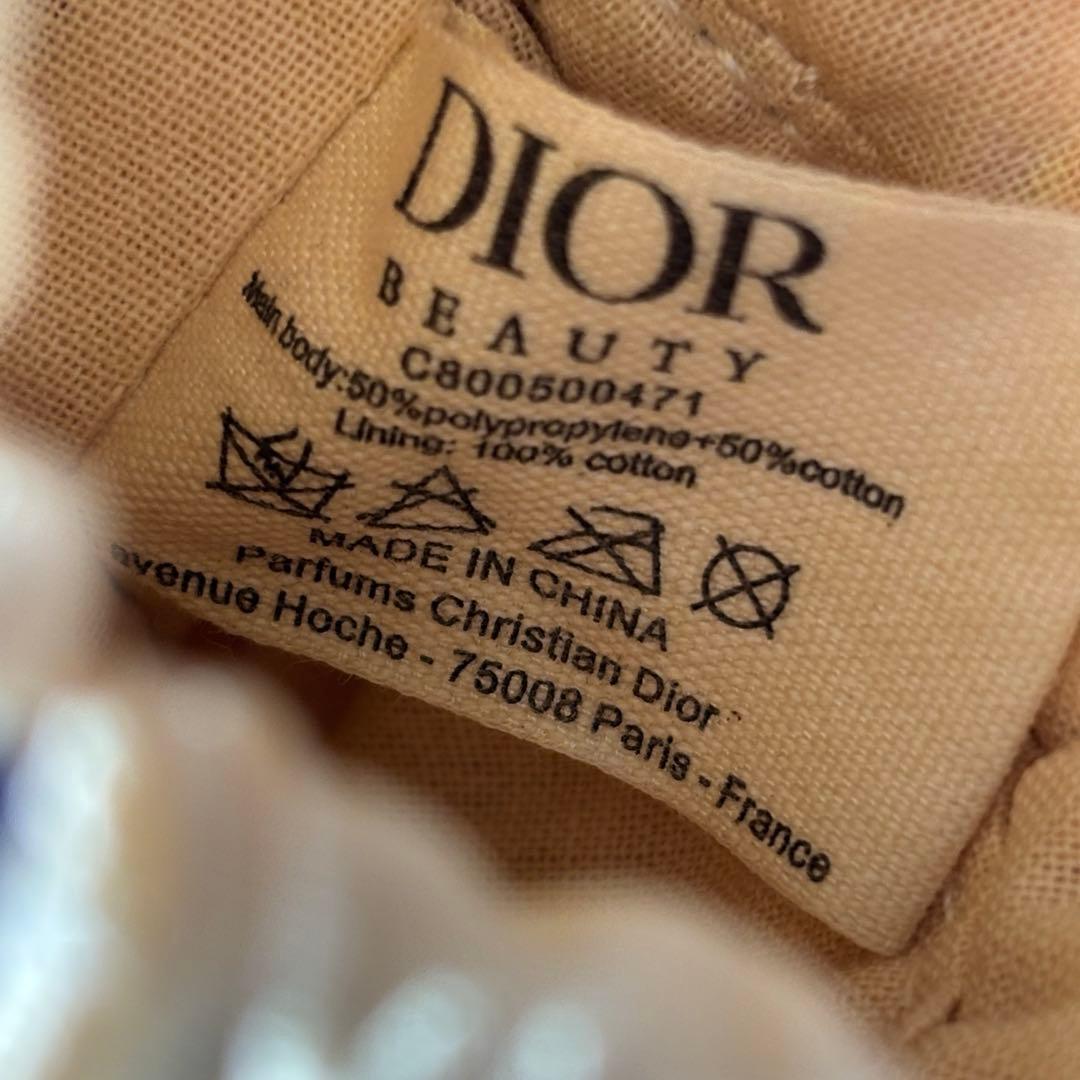 DIOR
BEAUTY
C800500471
Main body:50%polypropylene+50%cotton
Lining: 100% cotton
MADE IN CHINA
Parfums Christian Dior
avenue Hoche - 75008 Paris - France